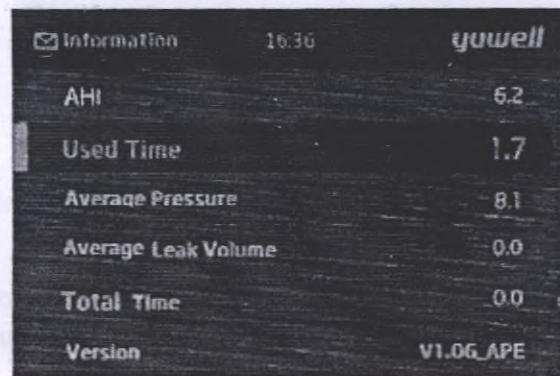 Information 16:36 yuwell
AHI 6.2
Used Time 1.7
Average Pressure 8.1
Average Leak Volume 0.0
Total Time 0.0
Version V1.06_APE